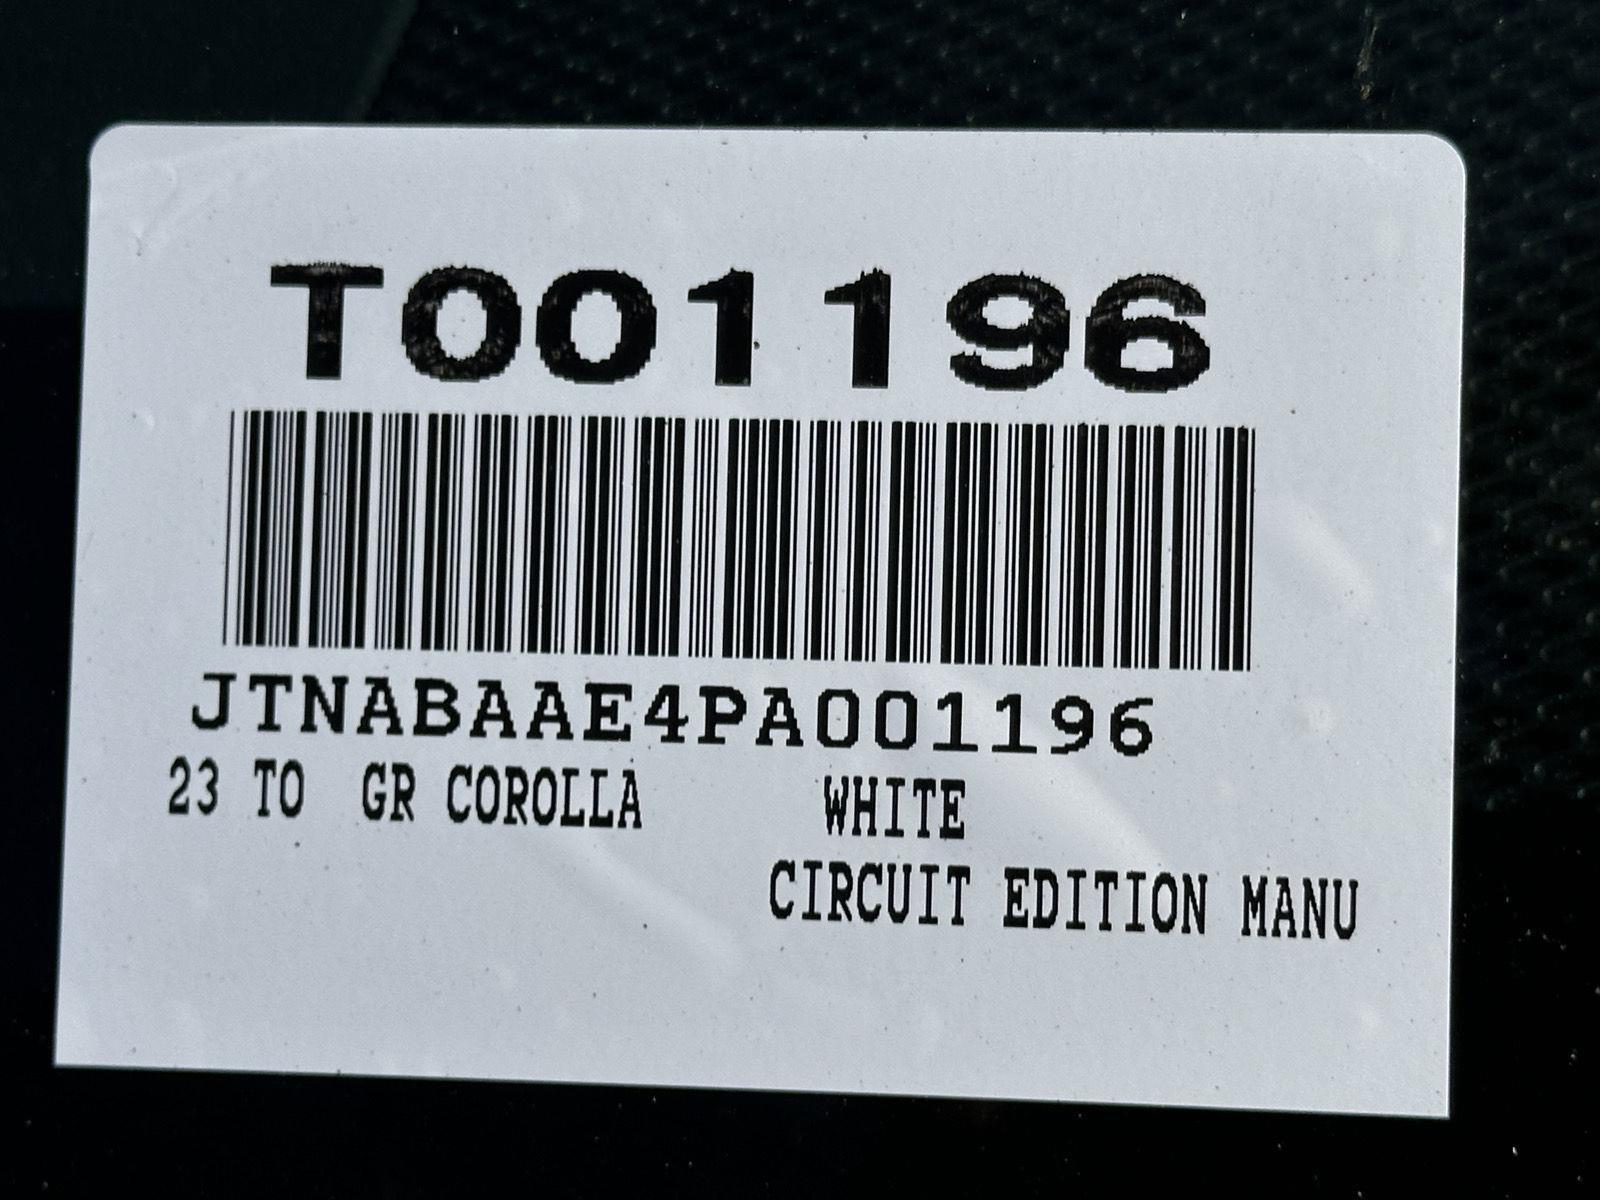 T001196
JTNABAAE4PA001196
23 TO GR COROLLA WHITE
CIRCUIT EDITION MANU